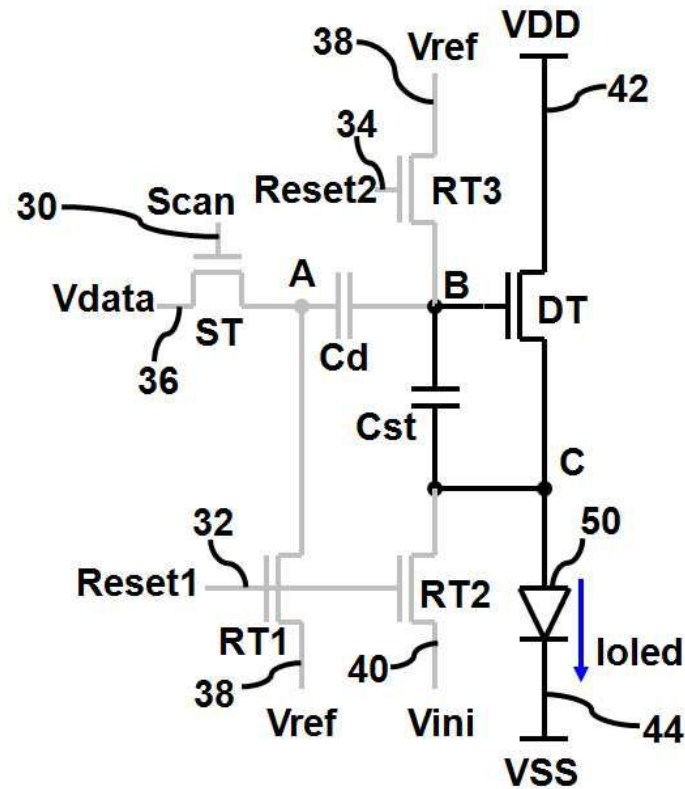 38
Vref
VDD
34
42
Reset2
RT3
30
Scan
A
B
Vdata
ST
Cd
DT
36
Cst
C
32
50
Reset1
RT1
RT2
Ioled
38
40
Vref
Vini
44
VSS